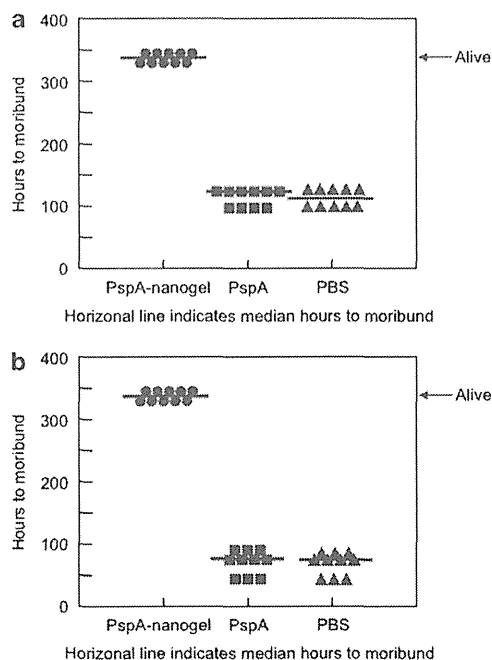 a
400
300
200
100
0
Hours to moribund
Alive
PspA-nanogel PspA PBS
Horizonal line indicates median hours to moribund
b
400
300
200
100
0
Hours to moribund
Alive
PspA-nanogel PspA PBS
Horizonal line indicates median hours to moribund